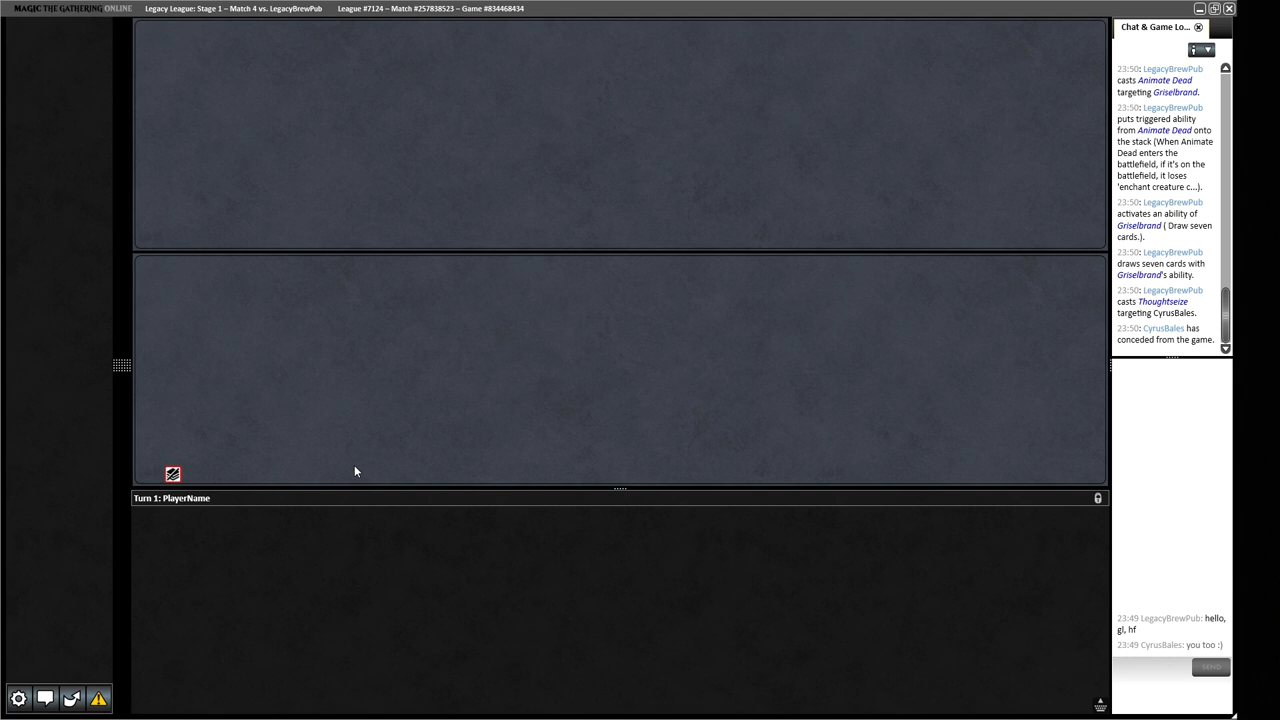 MAGIC THE GATHERING ONLINE
Legacy League: Stage 1 – Match 4 vs. LegacyBrewPub
League #7124 – Match #257838523 – Game #834468434
Chat & Game Lo...
23:50: LegacyBrewPub
casts Animate Dead
targeting Griselbrand.
23:50: LegacyBrewPub
puts triggered ability
from Animate Dead onto
the stack (When Animate
Dead enters the
battlefield, if it's on the
battlefield, it loses
'enchant creature c...).
23:50: LegacyBrewPub
activates an ability of
Griselbrand ( Draw seven
cards.).
23:50: LegacyBrewPub
draws seven cards with
Griselbrand's ability.
23:50: LegacyBrewPub
casts Thoughtseize
targeting CyrusBales.
23:50: CyrusBales has
conceded from the game.
Turn 1: PlayerName
23:49 LegacyBrewPub: hello,
gl, hf
23:49 CyrusBales: you too :)
SEND